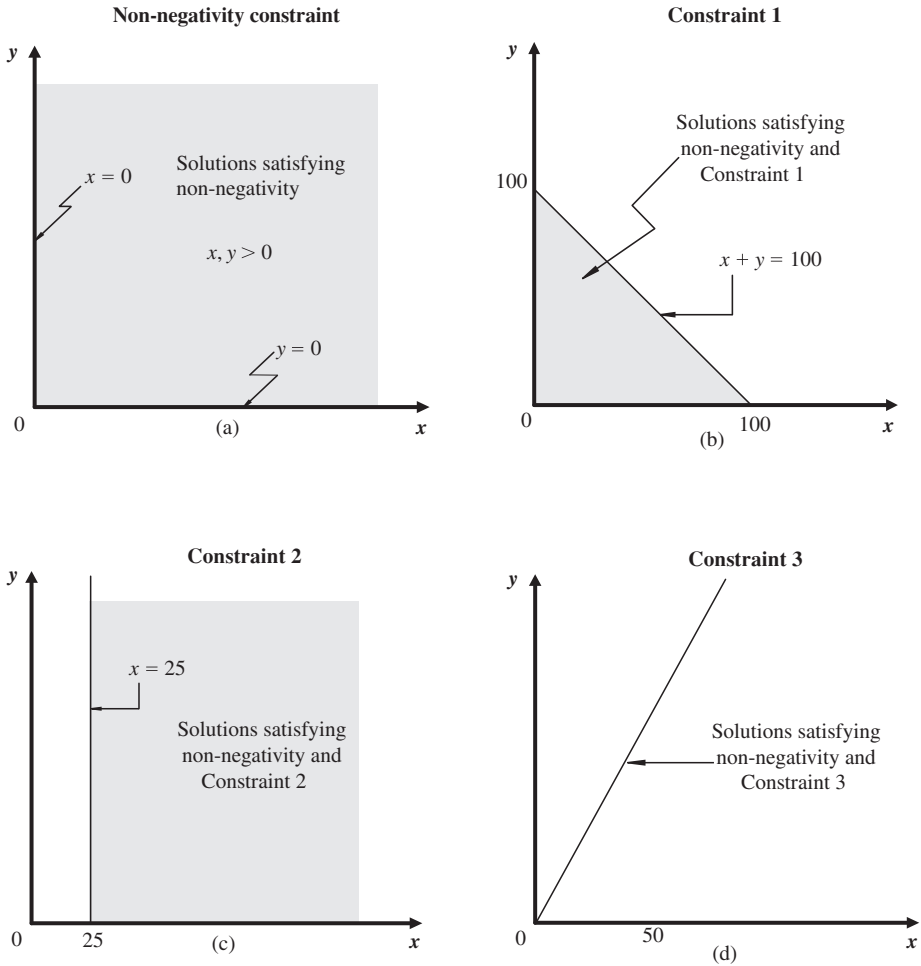 Non-negativity constraint
y
x = 0
Solutions satisfying
non-negativity
x, y > 0
y = 0
0
(a)
x
Constraint 1
y
Solutions satisfying
non-negativity and
Constraint 1
100
x + y = 100
0
100
x
(b)
Constraint 2
y
x = 25
Solutions satisfying
non-negativity and
Constraint 2
0
25
(c)
x
Constraint 3
y
Solutions satisfying
non-negativity and
Constraint 3
0
50
x
(d)